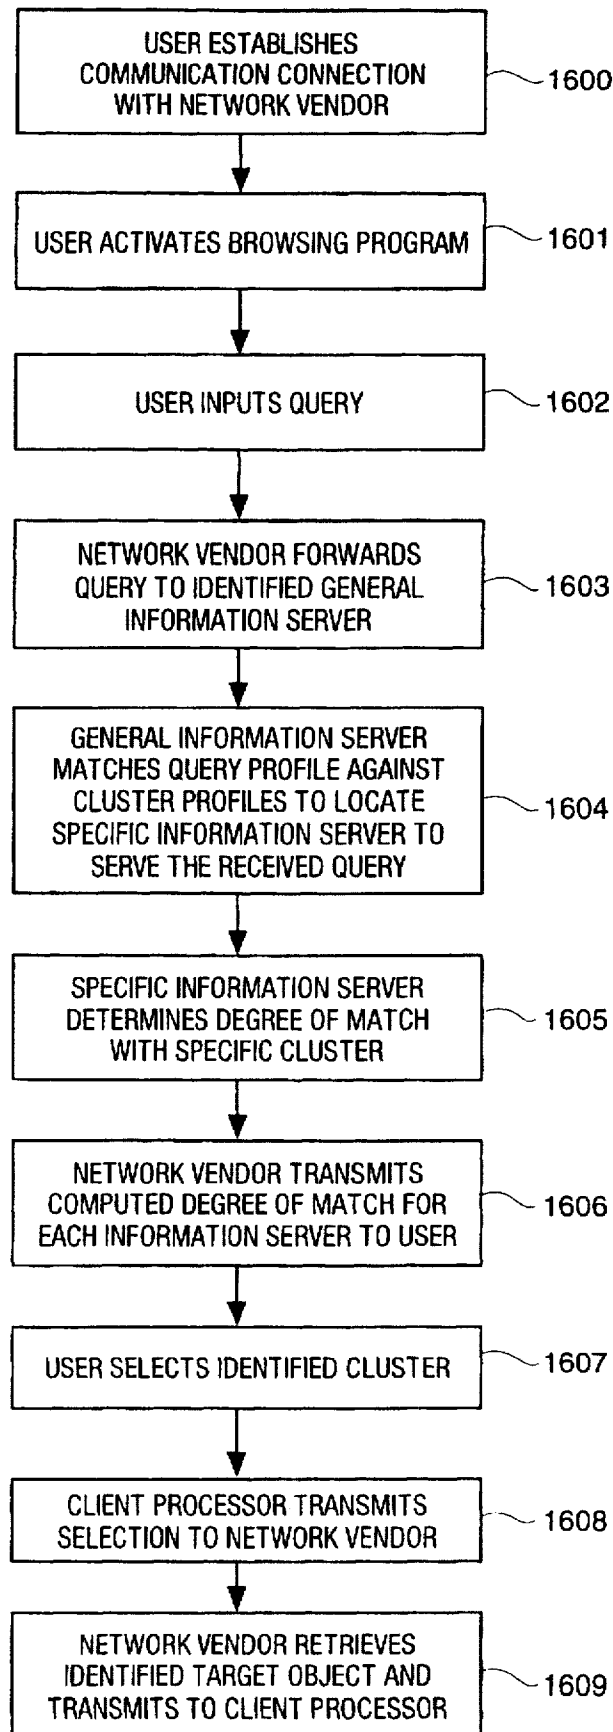 USER ESTABLISHES
COMMUNICATION CONNECTION
WITH NETWORK VENDOR
1600
USER ACTIVATES BROWSING PROGRAM
1601
USER INPUTS QUERY
1602
NETWORK VENDOR FORWARDS
QUERY TO IDENTIFIED GENERAL
INFORMATION SERVER
1603
GENERAL INFORMATION SERVER
MATCHES QUERY PROFILE AGAINST
CLUSTER PROFILES TO LOCATE
SPECIFIC INFORMATION SERVER TO
SERVE THE RECEIVED QUERY
1604
SPECIFIC INFORMATION SERVER
DETERMINES DEGREE OF MATCH
WITH SPECIFIC CLUSTER
1605
NETWORK VENDOR TRANSMITS
COMPUTED DEGREE OF MATCH FOR
EACH INFORMATION SERVER TO USER
1606
USER SELECTS IDENTIFIED CLUSTER
1607
CLIENT PROCESSOR TRANSMITS
SELECTION TO NETWORK VENDOR
1608
NETWORK VENDOR RETRIEVES
IDENTIFIED TARGET OBJECT AND
TRANSMITS TO CLIENT PROCESSOR
1609